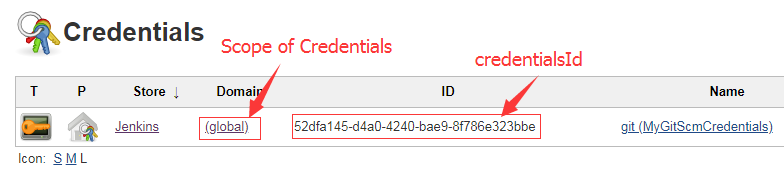 Credentials
Scope of Credentials
credentialsId
T P Store ↓ Domain ID Name
Jenkins (global) 52dfa145-d4a0-4240-bae9-8f786e323bbe git (MyGitScmCredentials)
Icon: S M L